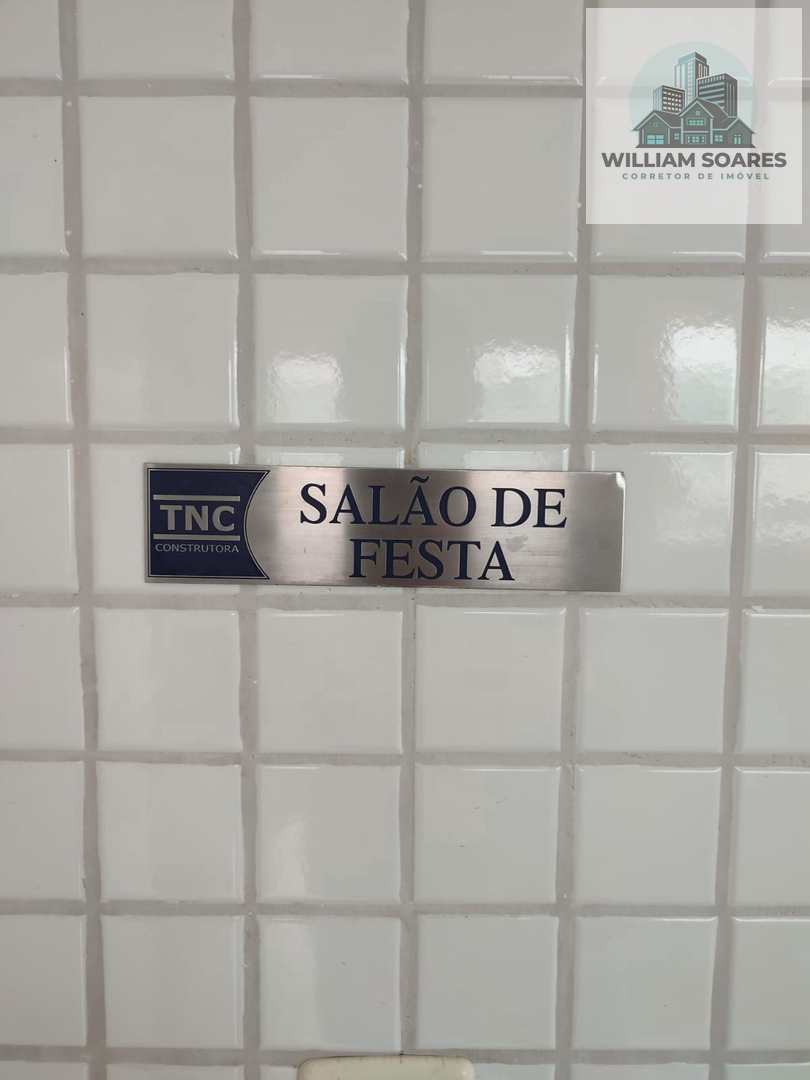 WILLIAM SOARES
CORRETOR DE IMÓVEL
TNC
CONSTRUTORA
SALÃO DE
FESTA